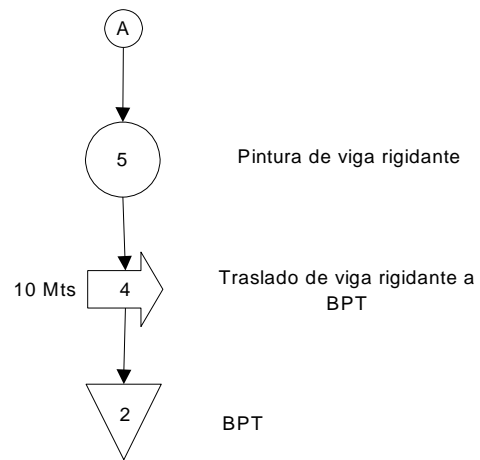 A
5
Pintura de viga rigidante
10 Mts
4
Traslado de viga rigidante a
BPT
2
BPT